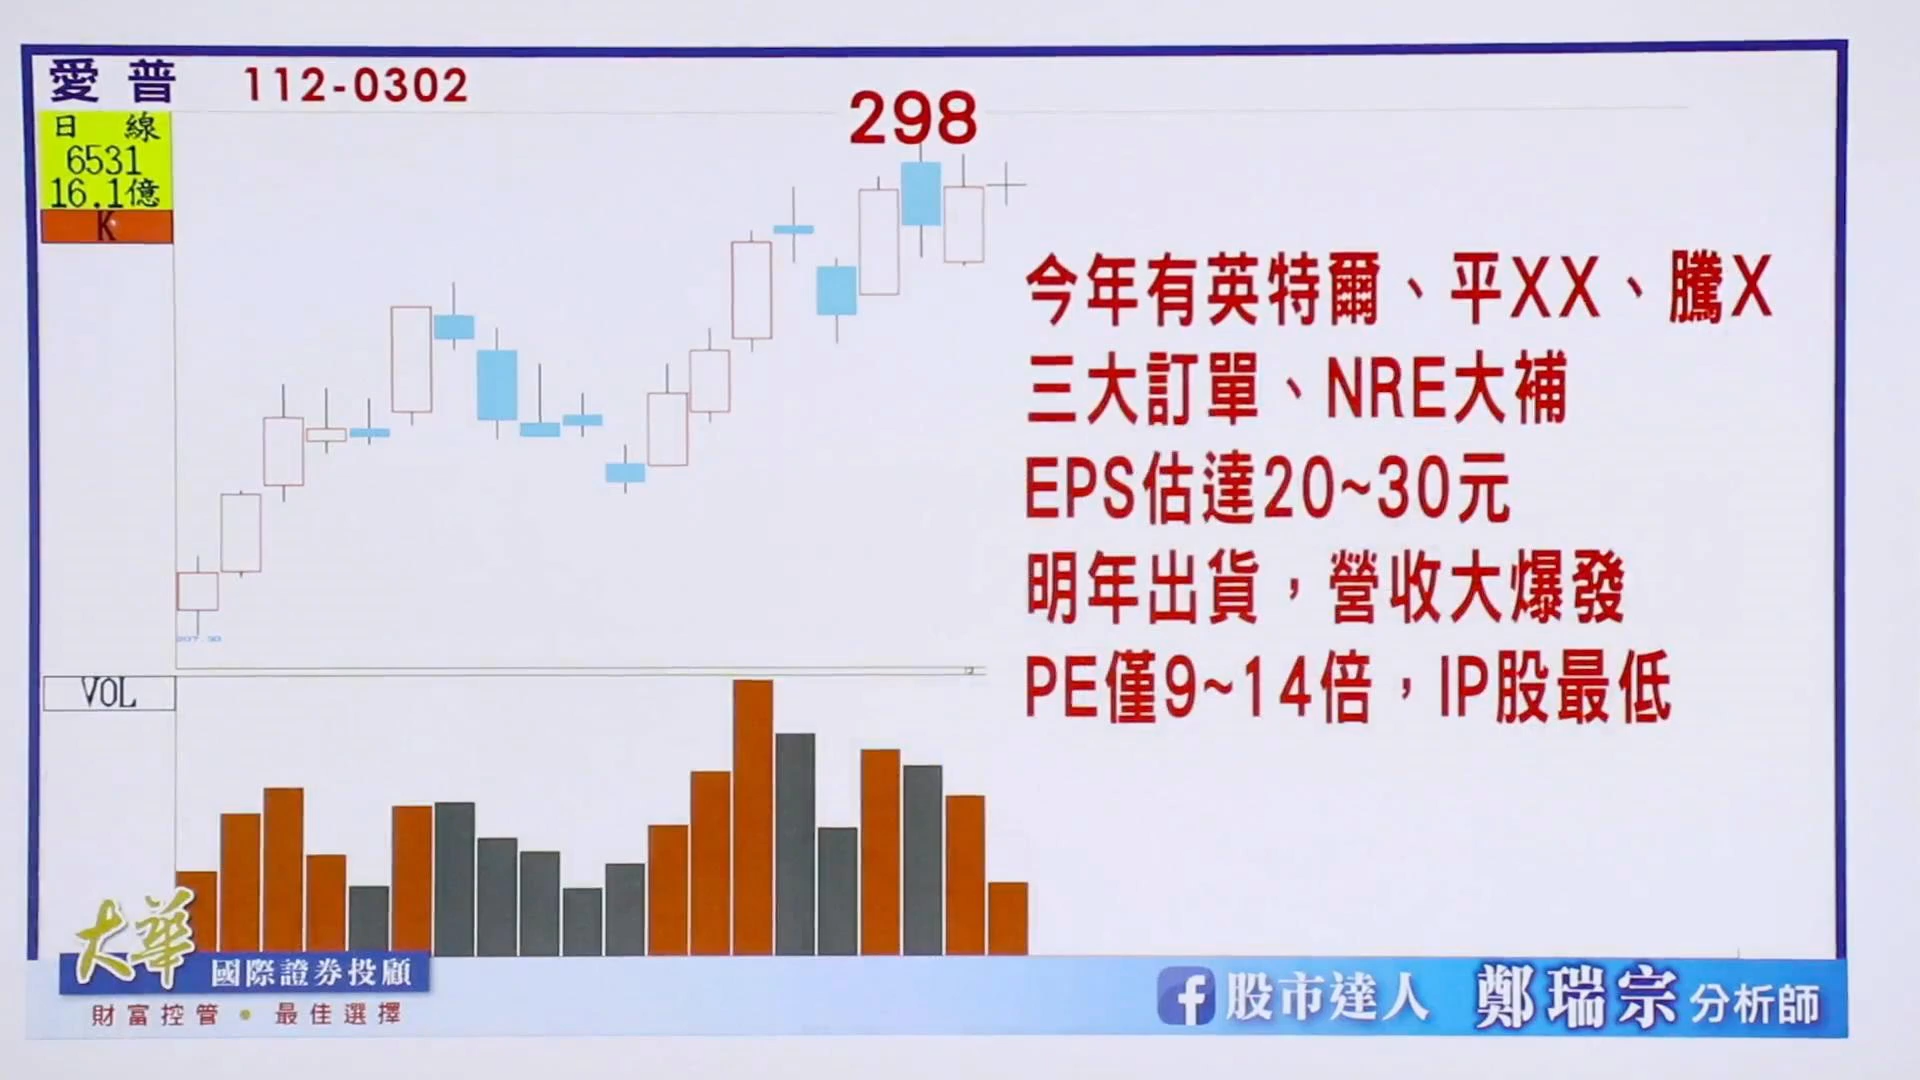 愛普 112-0302
298
日 線
6531
16.1億
K
今年有英特爾、平XX、騰X
三大訂單、NRE大補
EPS估達20~30元
明年出貨，營收大爆發
PE僅9~14倍，IP股最低
207.30
VOL
大華
國際證券投顧
財富控管 • 最佳選擇
股市達人 鄭瑞宗 分析師